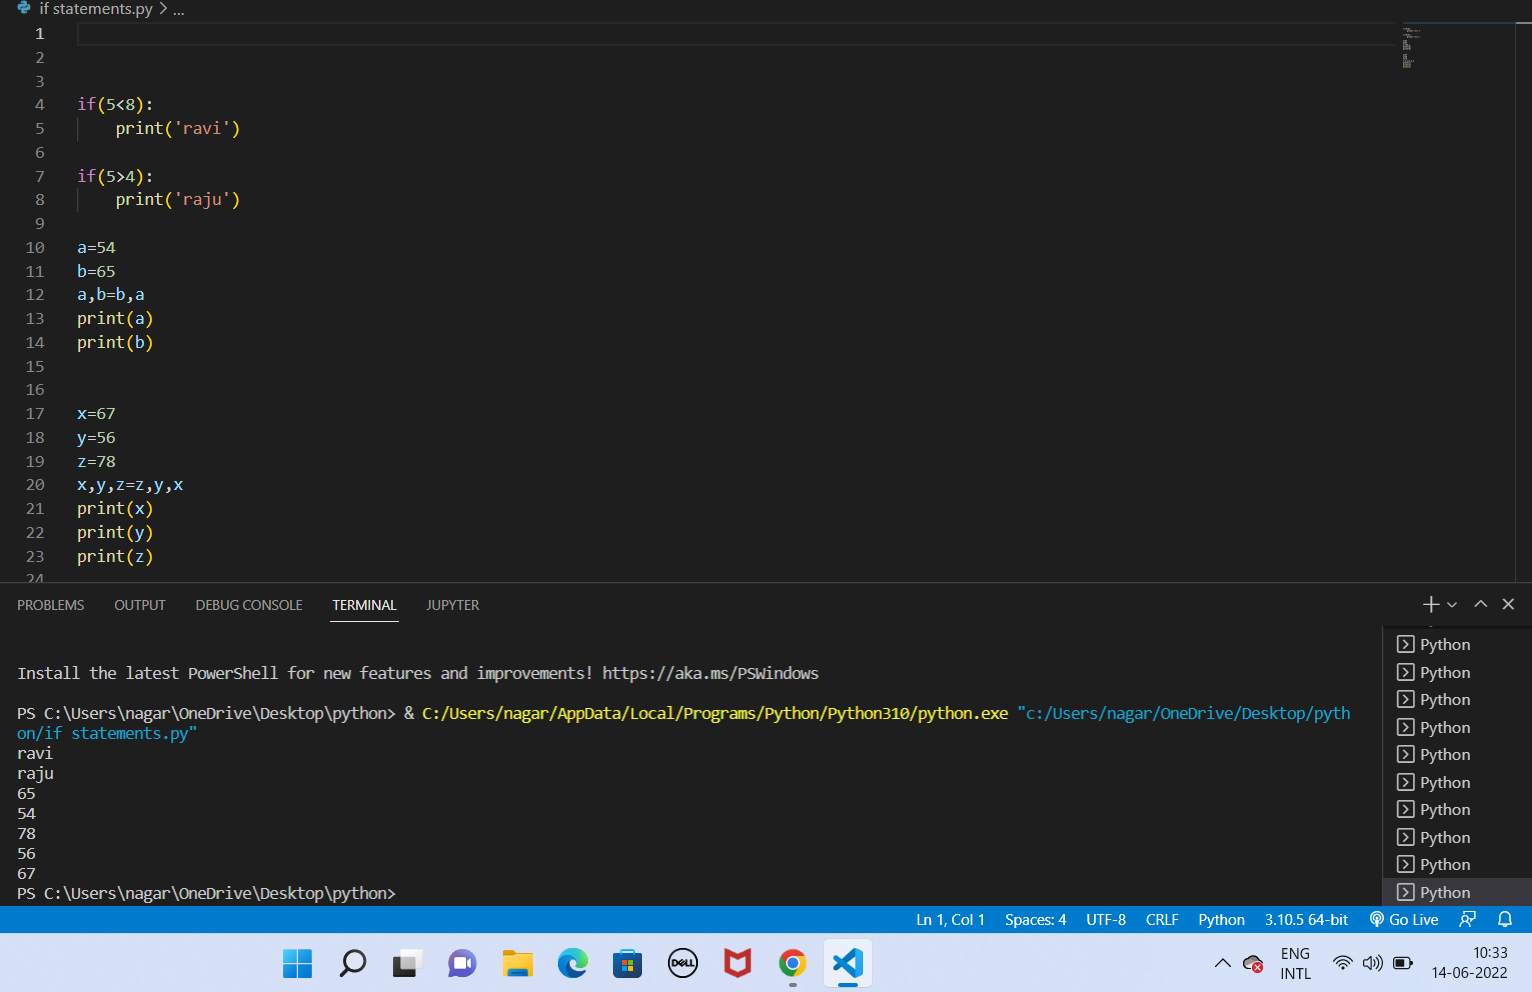 if statements.py > ...
1
2
3
4 if(5<8):
5 print('ravi')
6
7 if(5>4):
8 print('raju')
9
10 a=54
11 b=65
12 a,b=b,a
13 print(a)
14 print(b)
15
16
17 x=67
18 y=56
19 z=78
20 x,y,z=z,y,x
21 print(x)
22 print(y)
23 print(z)
24
PROBLEMS OUTPUT DEBUG CONSOLE TERMINAL JUPYTER
Install the latest PowerShell for new features and improvements! https://aka.ms/PSWindows
PS C:\Users\nagar\OneDrive\Desktop\python> & C:/Users/nagar/AppData/Local/Programs/Python/Python310/python.exe "c:/Users/nagar/OneDrive/Desktop/pyth
on/if statements.py"
ravi
raju
65
54
78
56
67
PS C:\Users\nagar\OneDrive\Desktop\python>
Python
Python
Python
Python
Python
Python
Python
Python
Python
Python
Ln 1, Col 1 Spaces: 4 UTF-8 CRLF Python 3.10.5 64-bit Go Live
DELL
ENG
INTL
10:33
14-06-2022